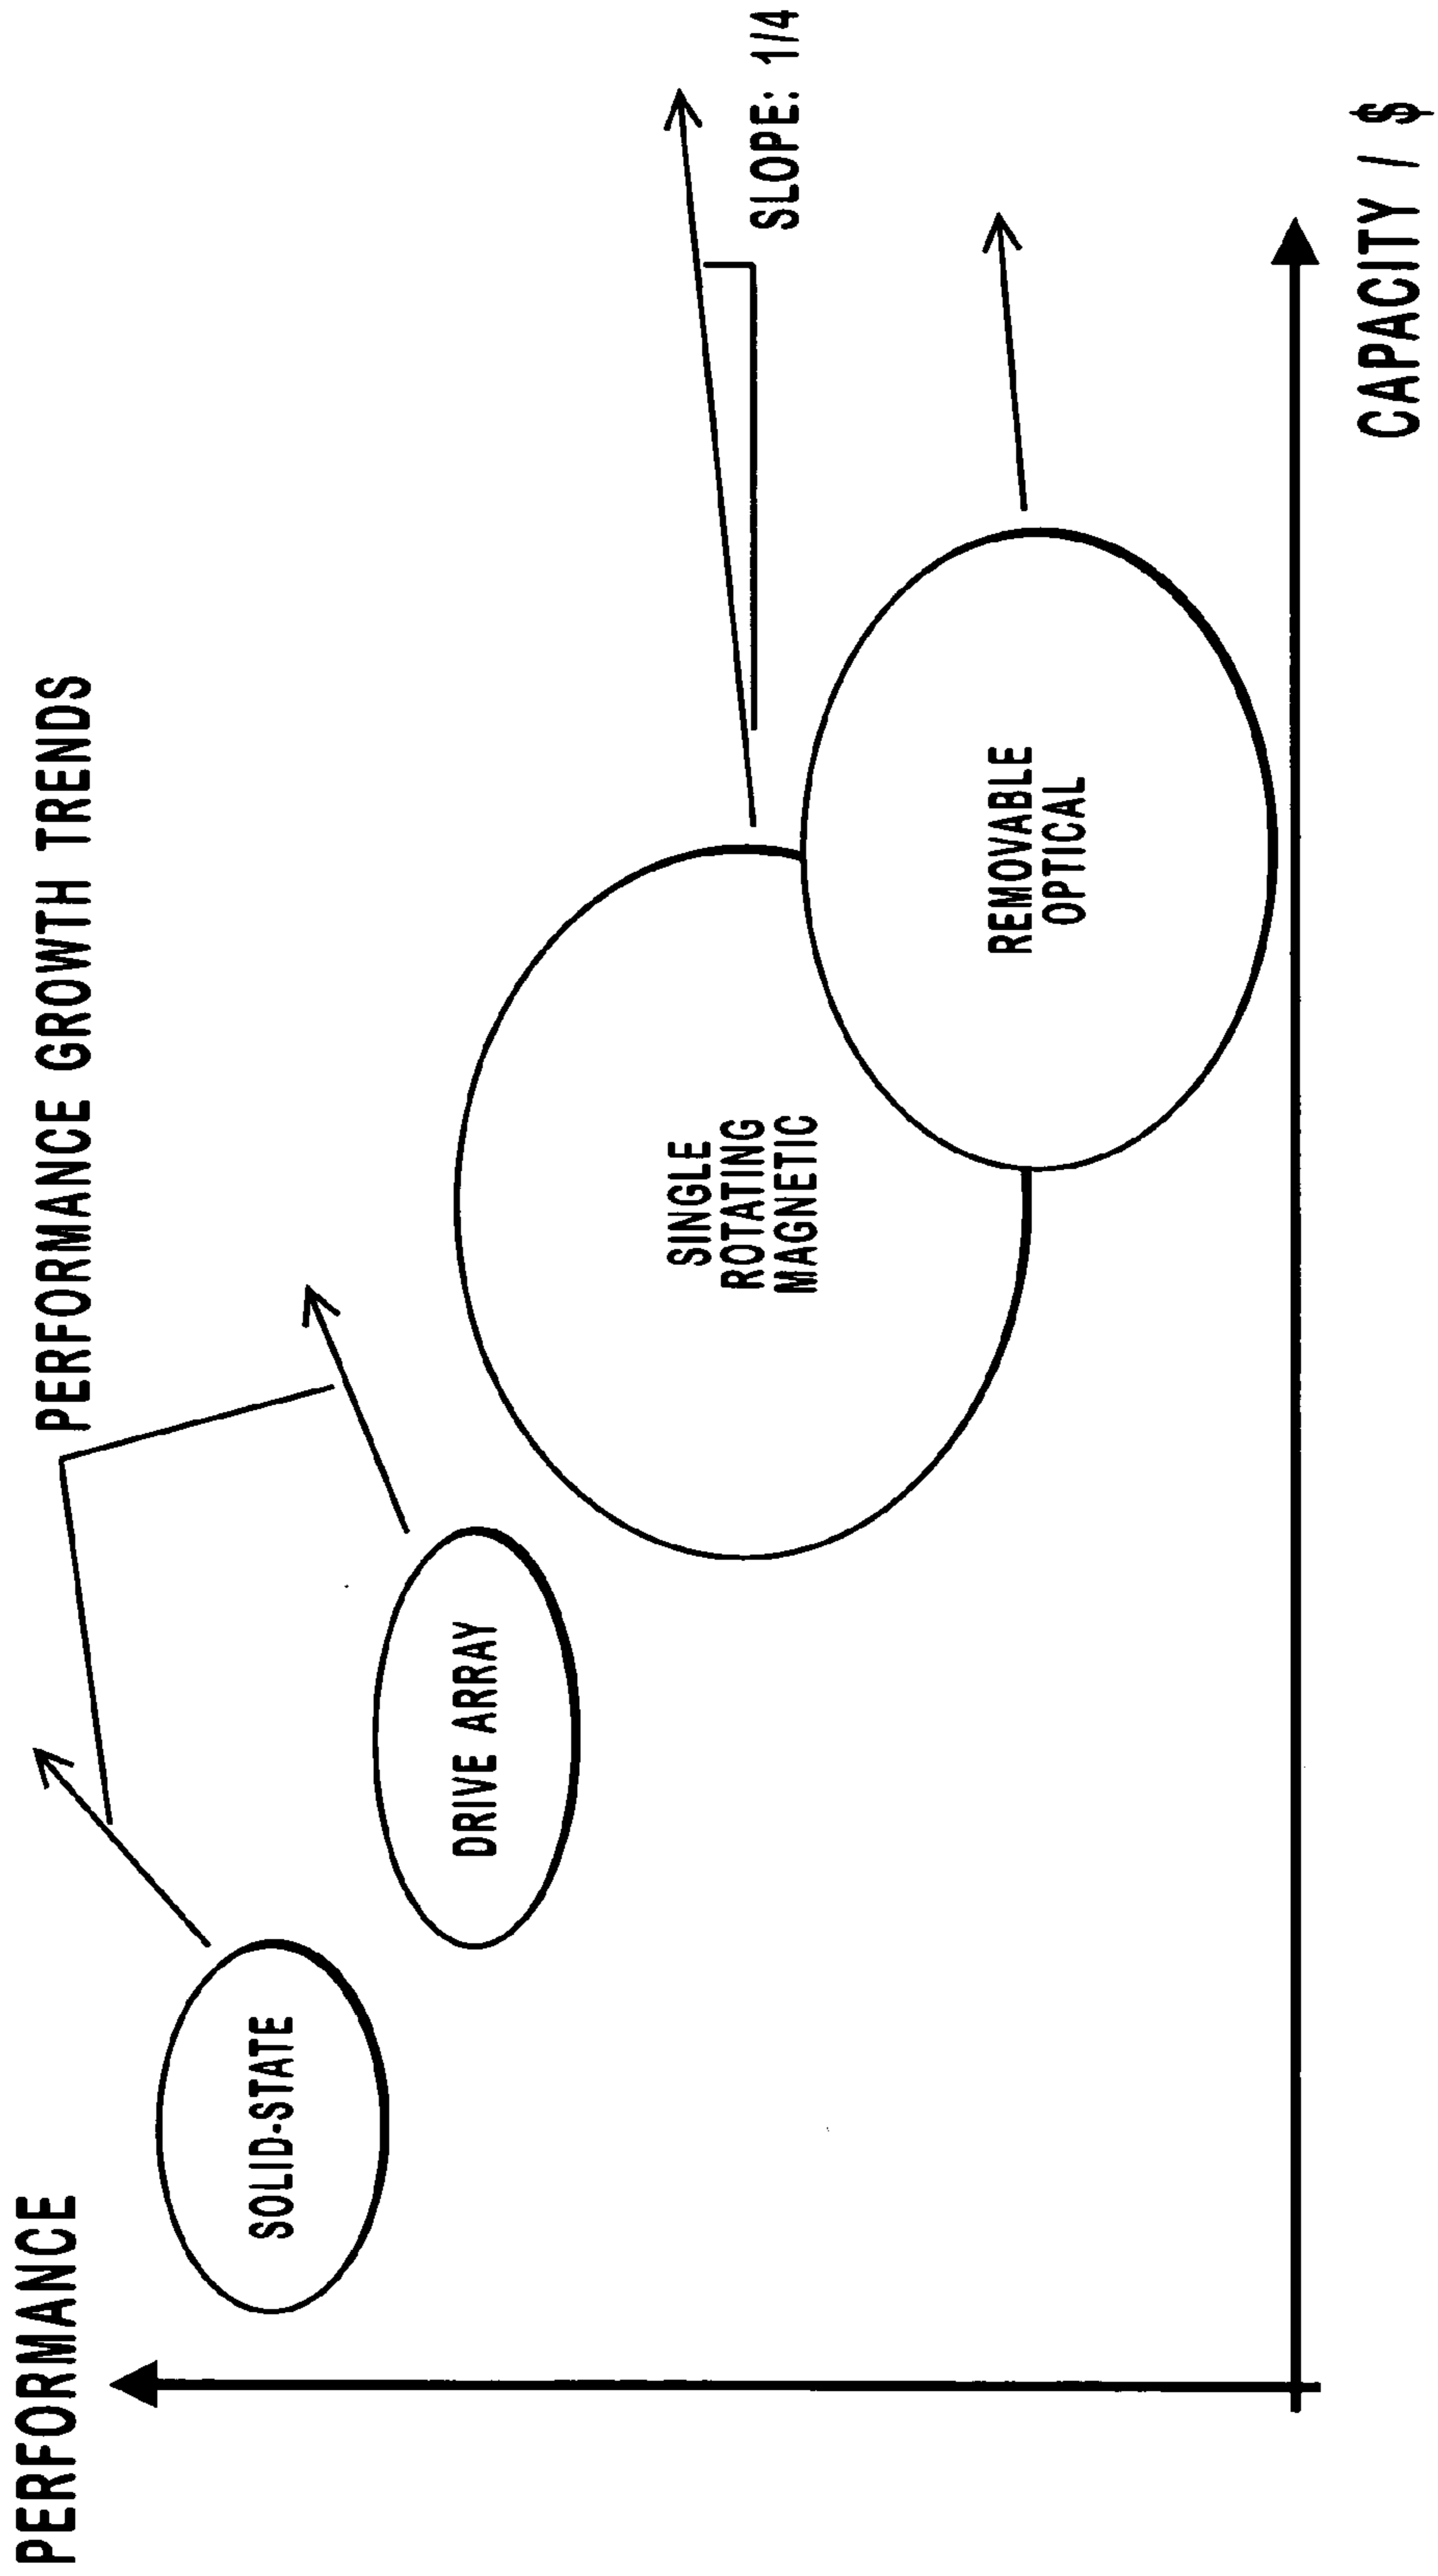 PERFORMANCE
PERFORMANCE GROWTH TRENDS
SOLID-STATE
DRIVE ARRAY
SINGLE
ROTATING
MAGNETIC
SLOPE: 1/4
REMOVABLE
OPTICAL
CAPACITY / $